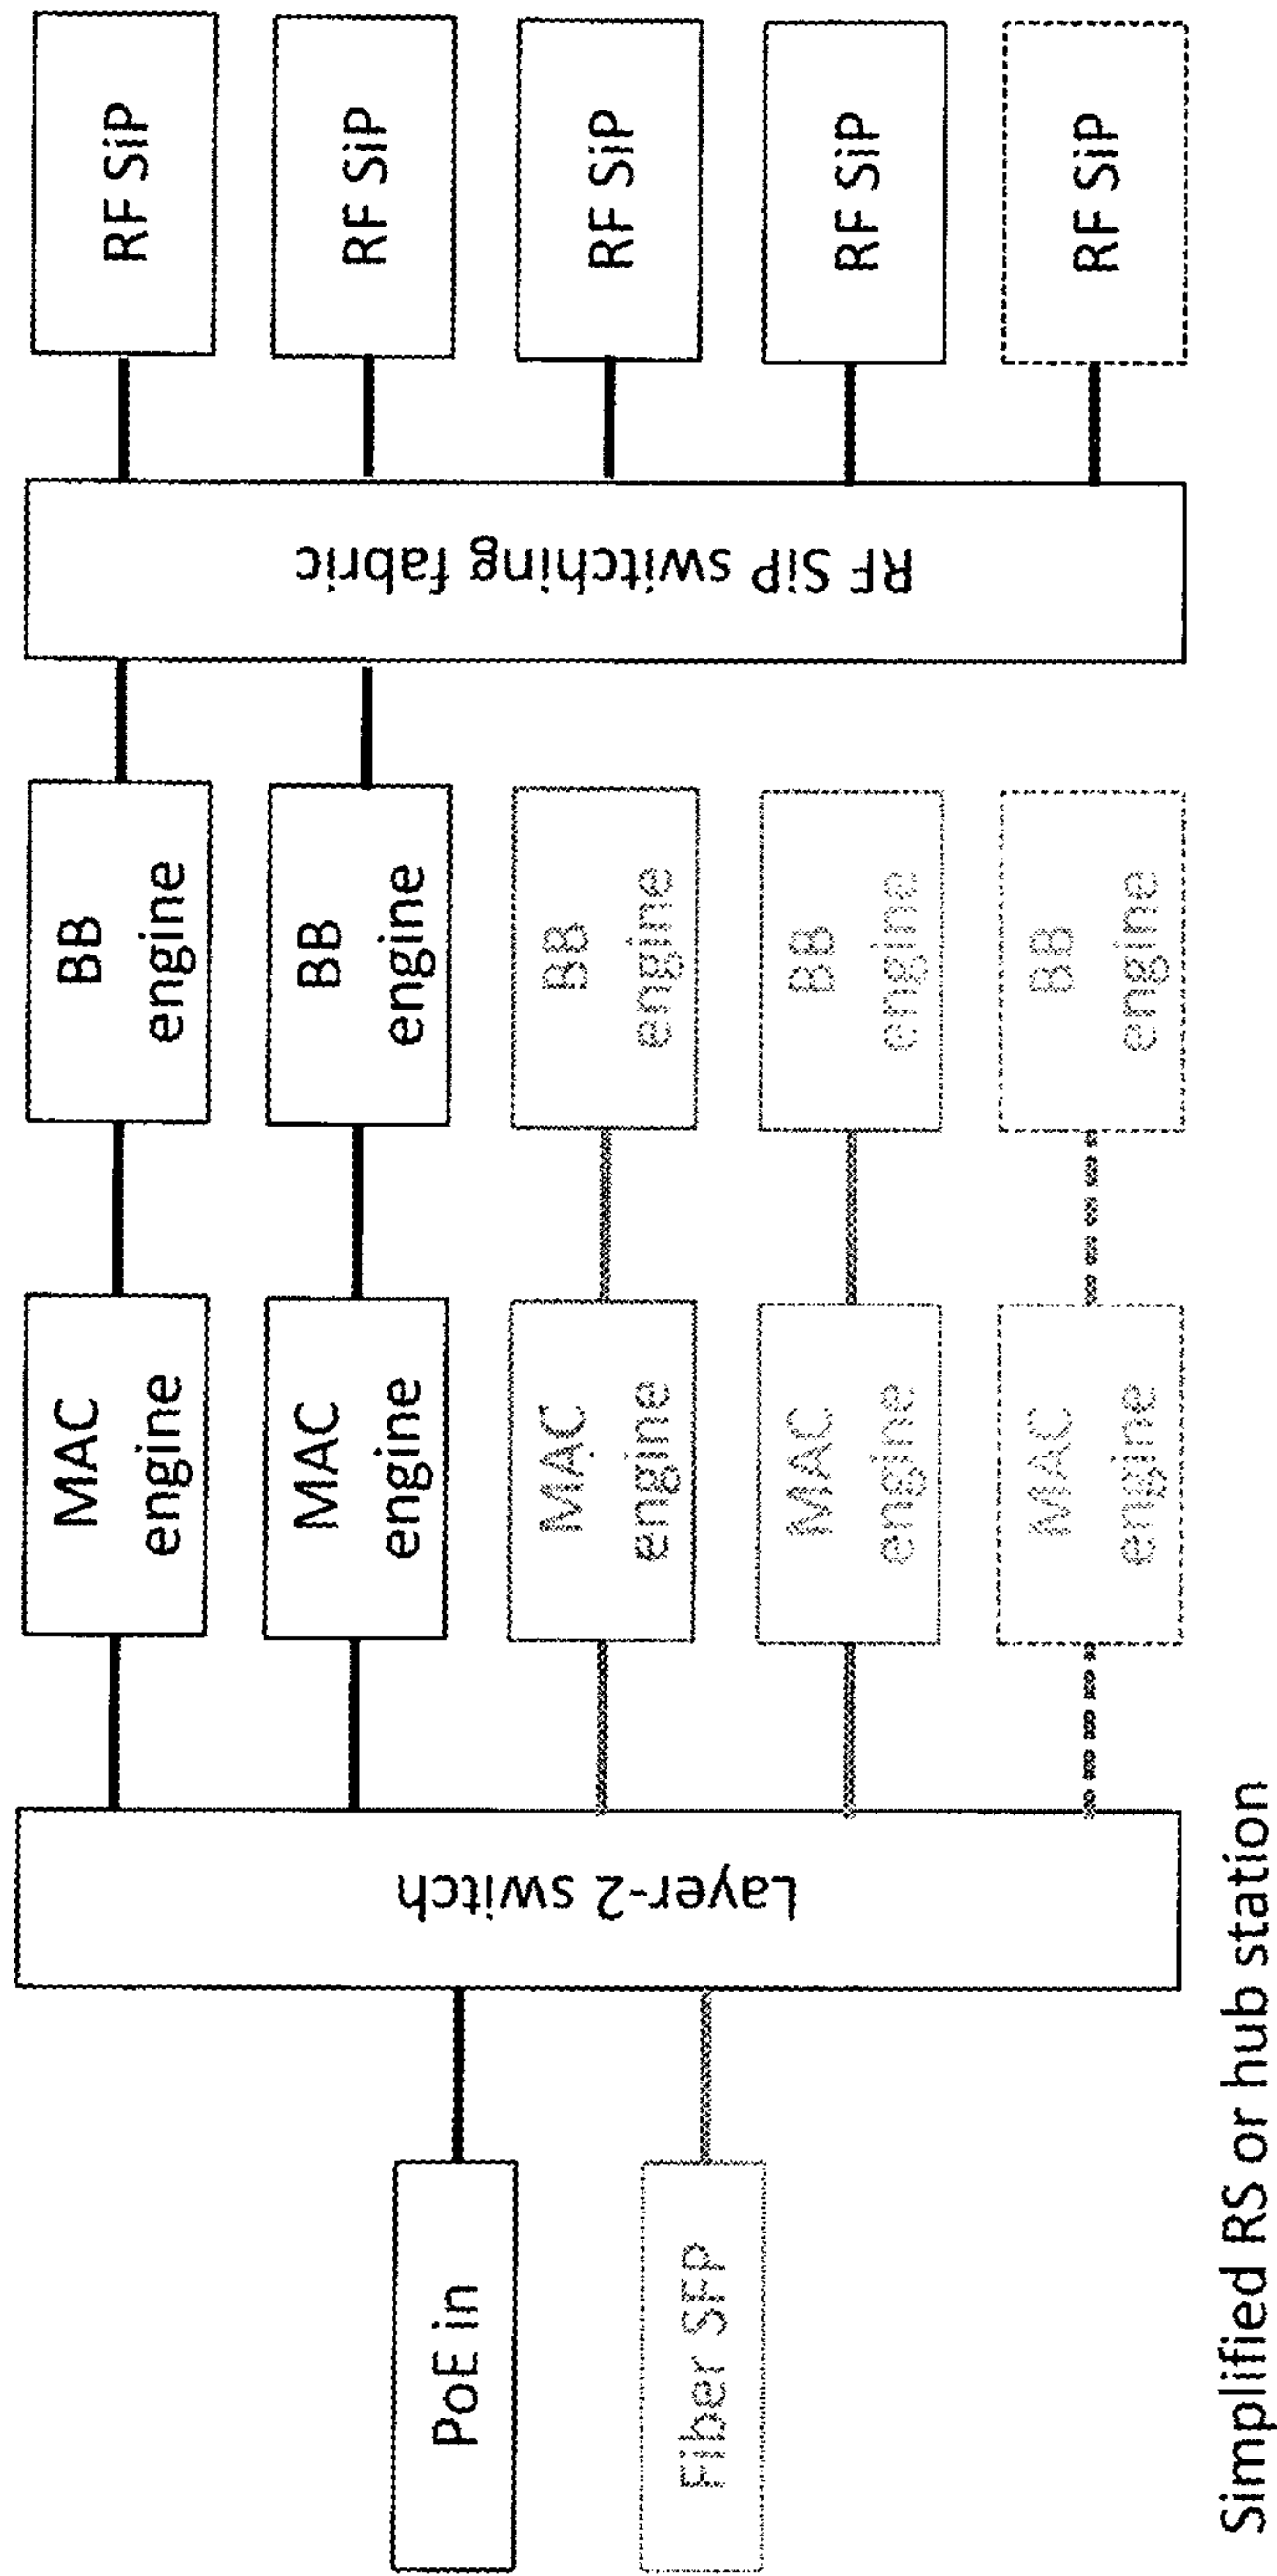 PoE in
Fiber SFP
Layer-2 switch
MAC
engine
MAC
engine
MAC
engine
MAC
engine
MAC
engine
BB
engine
BB
engine
BB
engine
BB
engine
BB
engine
RF SiP switching fabric
RF SiP
RF SiP
RF SiP
RF SiP
RF SiP
Simplified RS or hub station